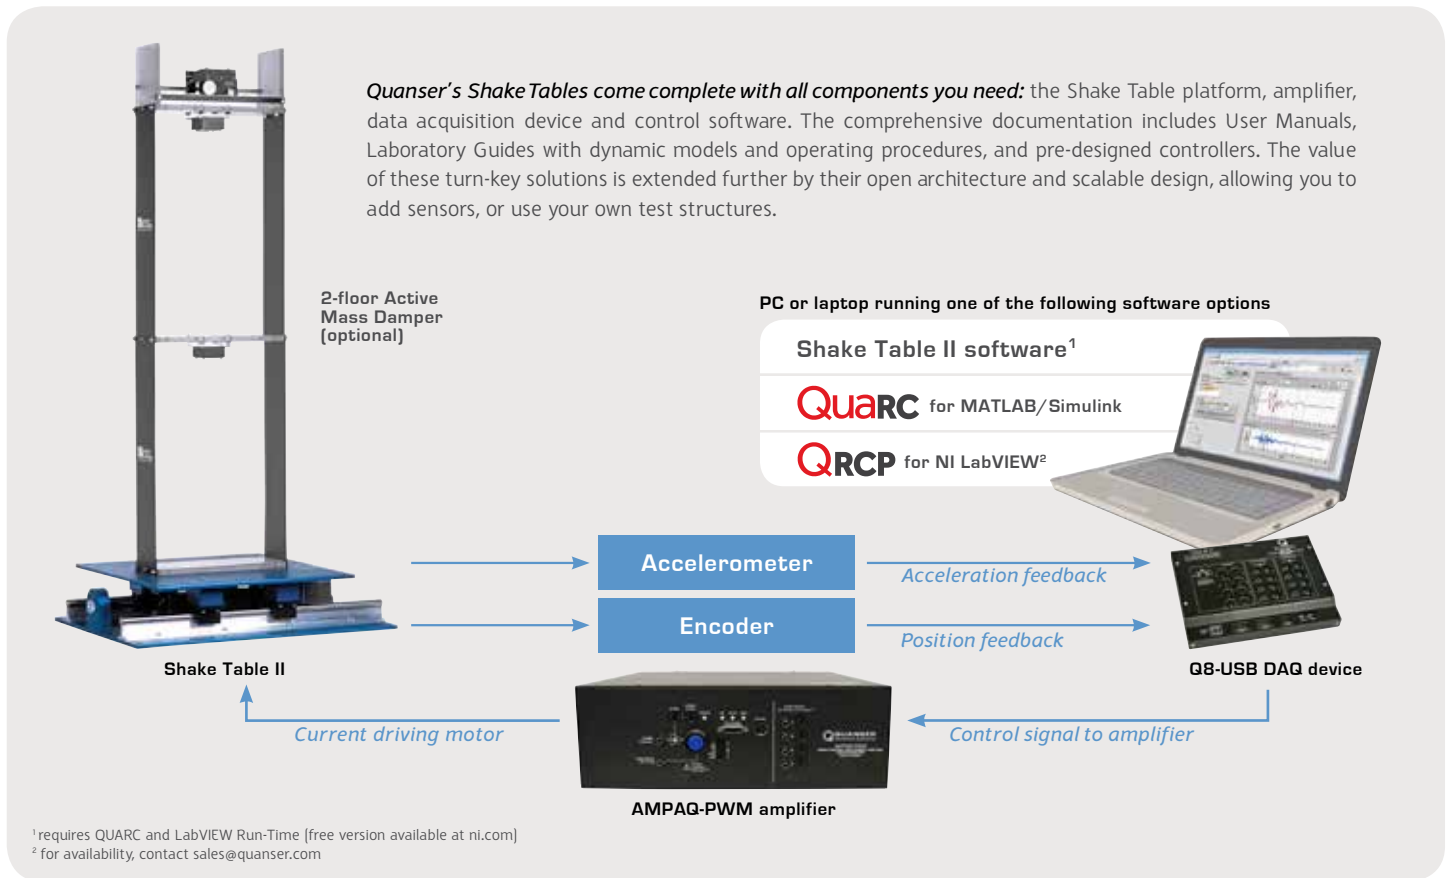 Quanser's Shake Tables come complete with all components you need: the Shake Table platform, amplifier,
data acquisition device and control software. The comprehensive documentation includes User Manuals,
Laboratory Guides with dynamic models and operating procedures, and pre-designed controllers. The value
of these turn-key solutions is extended further by their open architecture and scalable design, allowing you to
add sensors, or use your own test structures.
2-floor Active
Mass Damper
(optional)
PC or laptop running one of the following software options
Shake Table II software¹
QUARC for MATLAB/Simulink
QRCP for NI LabVIEW²
Accelerometer
Acceleration feedback
Encoder
Position feedback
Shake Table II
Q8-USB DAQ device
Current driving motor
Control signal to amplifier
QUANSER
AMPAQ-PWM amplifier
¹ requires QUARC and LabVIEW Run-Time (free version available at ni.com)
² for availability, contact sales@quanser.com